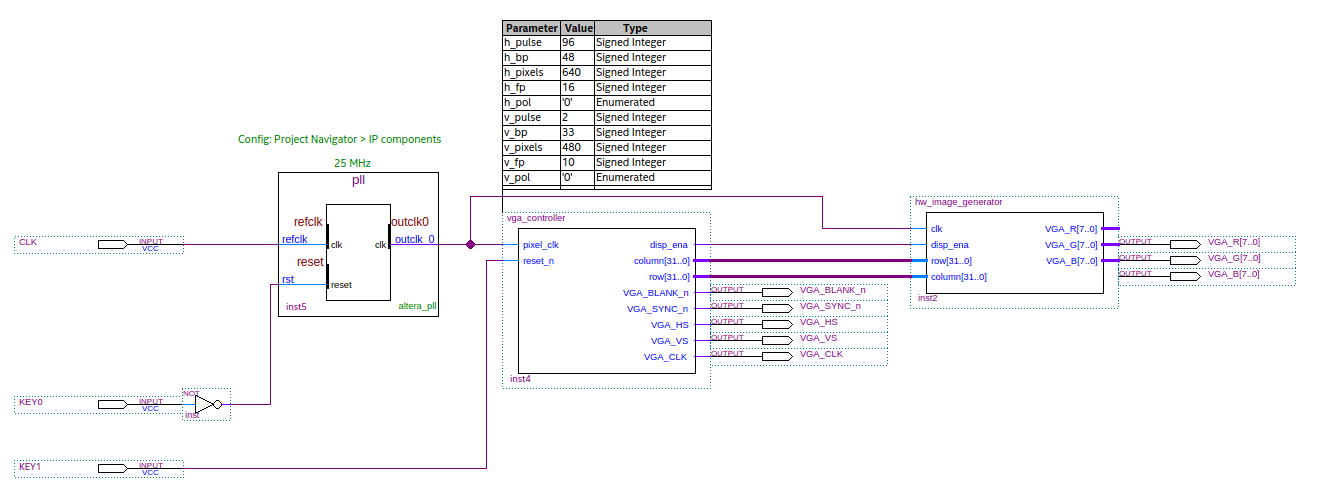 Parameter Value Type
h_pulse 96 Signed Integer
h_bp 48 Signed Integer
h_pixels 640 Signed Integer
h_fp 16 Signed Integer
h_pol '0' Enumerated
v_pulse 2 Signed Integer
v_bp 33 Signed Integer
v_pixels 480 Signed Integer
v_fp 10 Signed Integer
v_pol '0' Enumerated
Config: Project Navigator > IP components
25 MHz
pll
refclk
refclk
clk
clk
outclk0
outclk_0
reset
rst
reset
inst5
altera_pll
CLK
INPUT
VCC
KEY0
INPUT
VCC
NOT
inst
KEY1
INPUT
VCC
vga_controller
pixel_clk
reset_n
disp_ena
column[31..0]
row[31..0]
VGA_BLANK_n
VGA_SYNC_n
VGA_HS
VGA_VS
VGA_CLK
inst4
OUTPUT VGA_BLANK_n
OUTPUT VGA_SYNC_n
OUTPUT VGA_HS
OUTPUT VGA_VS
OUTPUT VGA_CLK
hw_image_generator
clk
disp_ena
row[31..0]
column[31..0]
VGA_R[7..0]
VGA_G[7..0]
VGA_B[7..0]
inst2
OUTPUT VGA_R[7..0]
OUTPUT VGA_G[7..0]
OUTPUT VGA_B[7..0]